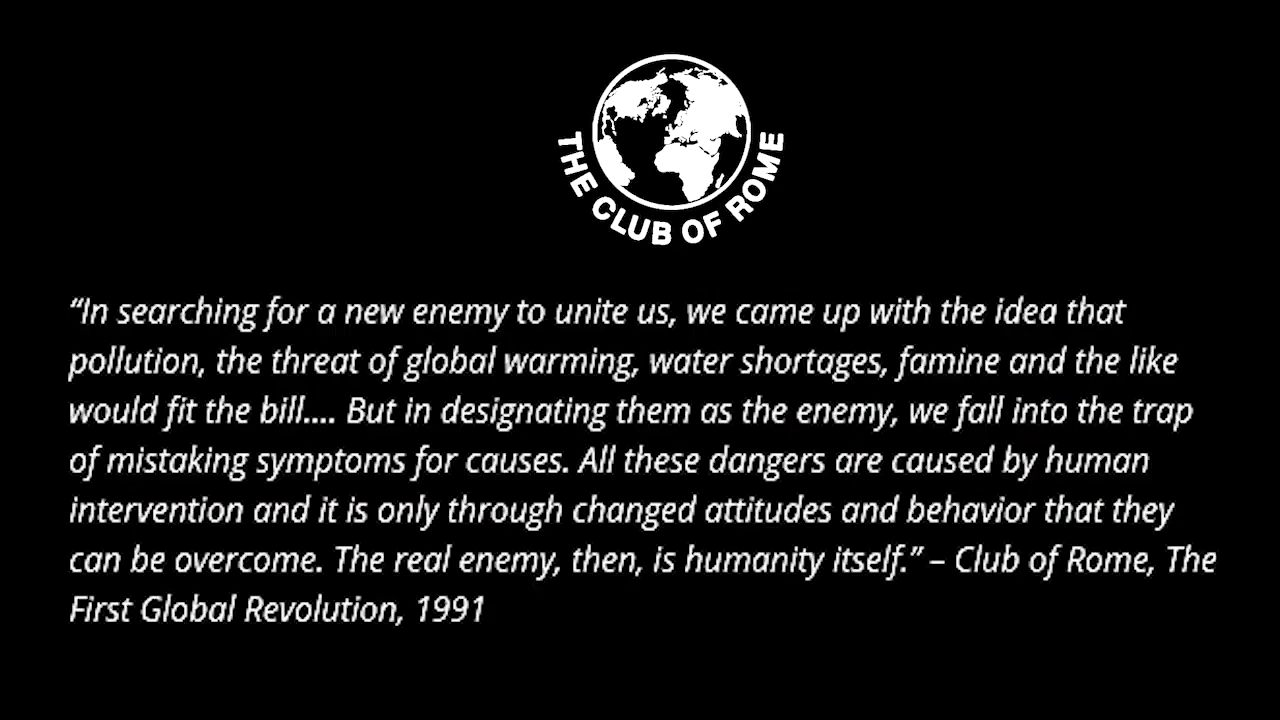 THE CLUB OF ROME
“In searching for a new enemy to unite us, we came up with the idea that
pollution, the threat of global warming, water shortages, famine and the like
would fit the bill.... But in designating them as the enemy, we fall into the trap
of mistaking symptoms for causes. All these dangers are caused by human
intervention and it is only through changed attitudes and behavior that they
can be overcome. The real enemy, then, is humanity itself.” – Club of Rome, The
First Global Revolution, 1991